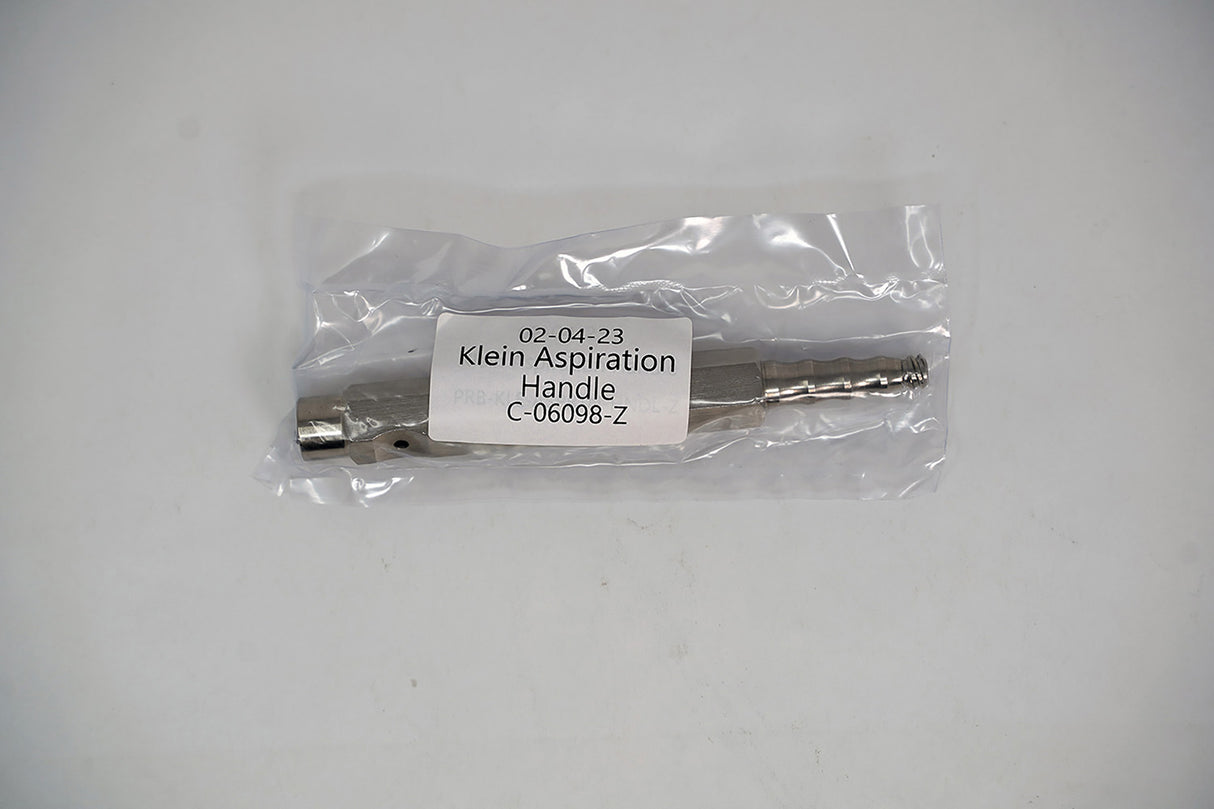 02-04-23
Klein Aspiration
Handle
C-06098-Z